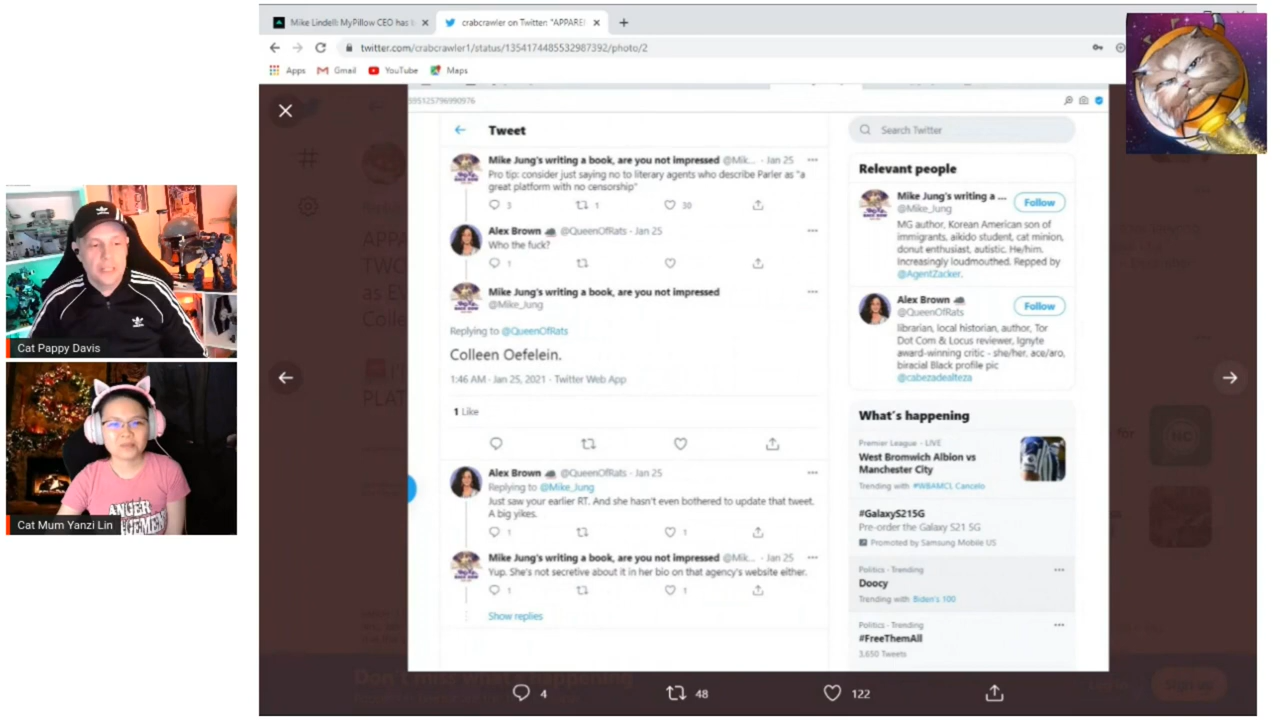 Mike Lindell: MyPillow CEO has
crabcrawler on Twitter: "APPARE
twitter.com/crabcrawler1/status/1354174485532987392/photo/2
Apps
Gmail
YouTube
Maps
Tweet
Search Twitter
Mike Jung's writing a book, are you not impressed @Mik... · Jan 25
Pro tip: consider just saying no to literary agents who describe Parler as "a
great platform with no censorship"
3
1
30
Alex Brown @QueenOfRats · Jan 25
Who the fuck?
1
Mike Jung's writing a book, are you not impressed
@Mike_Jung
Replying to @QueenOfRats
Colleen Oefelein.
1:46 AM · Jan 25, 2021 · Twitter Web App
1 Like
Alex Brown @QueenOfRats · Jan 25
Replying to @Mike_Jung
Just saw your earlier RT. And she hasn't even bothered to update that tweet.
A big yikes.
1
1
Mike Jung's writing a book, are you not impressed @Mik... · Jan 25
Yup. She's not secretive about it in her bio on that agency's website either.
1
1
Show replies
Relevant people
Mike Jung's writing a ...
@Mike_Jung
Follow
MG author, Korean American son of
immigrants, aikido student, cat minion,
donut enthusiast, autistic. He/him.
Increasingly loudmouthed. Repped by
@AgentZacker.
Alex Brown
@QueenOfRats
Follow
librarian, local historian, author, Tor
Dot Com & Locus reviewer, Ignyte
award-winning critic - she/her, ace/aro,
biracial Black profile pic
@cabezadealteza
What's happening
Premier League · LIVE
West Bromwich Albion vs
Manchester City
Trending with #WBAMCI, Cancelo
#GalaxyS215G
Pre-order the Galaxy S21 5G
Promoted by Samsung Mobile US
Politics · Trending
Doocy
Trending with Biden's 100
Politics · Trending
#FreeThemAll
3,650 Tweets
Don't miss what's happening
Log in
Sign up
4
48
122
Cat Pappy Davis
Cat Mum Yanzi Lin